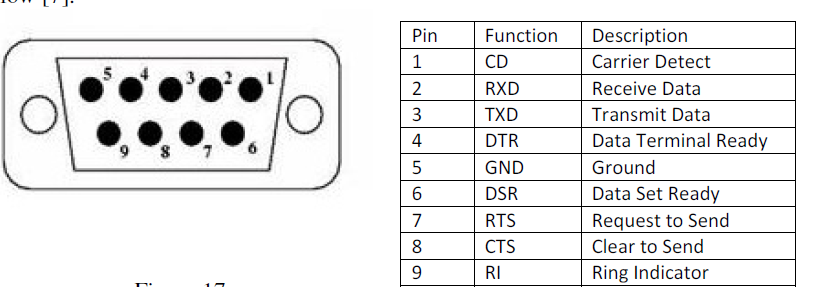 5 4 3 2 1
9 8 7 6
Pin Function Description
1 CD Carrier Detect
2 RXD Receive Data
3 TXD Transmit Data
4 DTR Data Terminal Ready
5 GND Ground
6 DSR Data Set Ready
7 RTS Request to Send
8 CTS Clear to Send
9 RI Ring Indicator